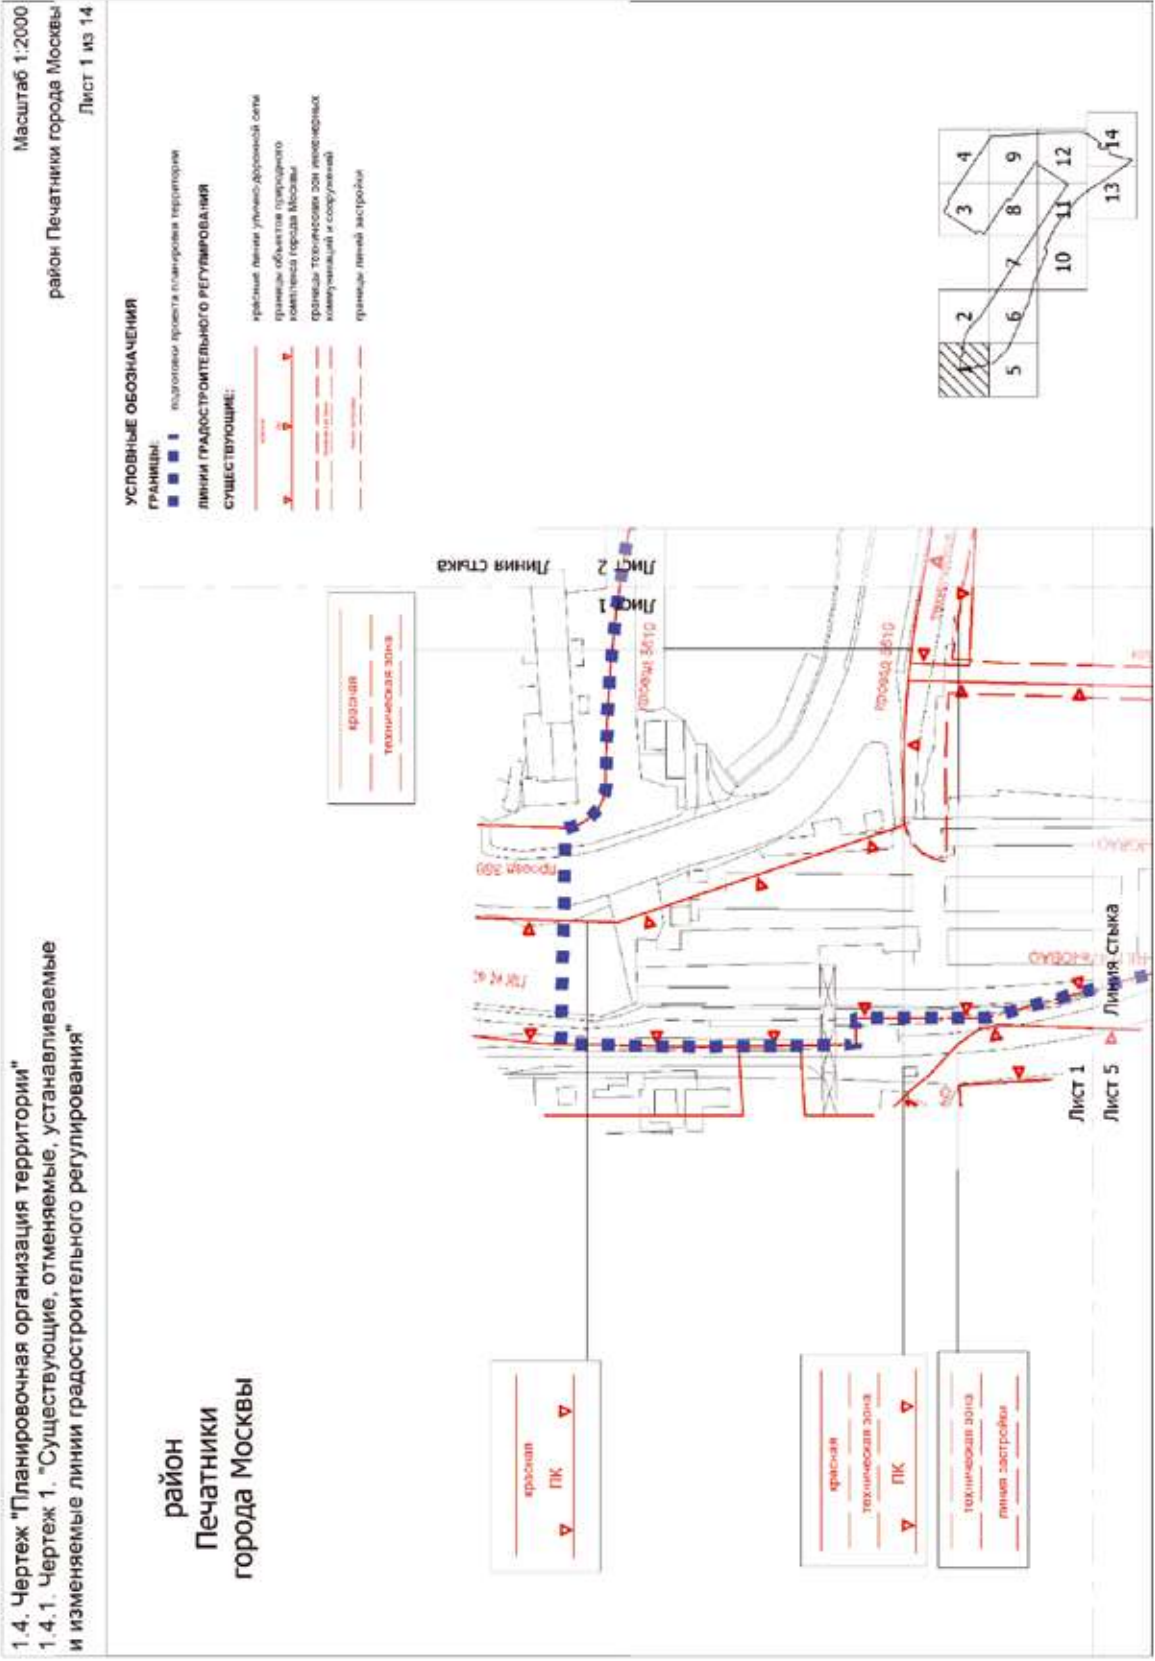 1.4. Чертеж "Планировочная организация территории"
1.4.1. Чертеж 1. "Существующие, отменяемые, устанавливаемые
и изменяемые линии градостроительного регулирования"
Масштаб 1:2000
район Печатники города Москвы
Лист 1 из 14
район
Печатники
города Москвы
УСЛОВНЫЕ ОБОЗНАЧЕНИЯ
ГРАНИЦЫ:
подготовки проекта планировки территории
ЛИНИИ ГРАДОСТРОИТЕЛЬНОГО РЕГУЛИРОВАНИЯ
СУЩЕСТВУЮЩИЕ:
красные линии улично-дорожной сети
границы объектов природного
комплекса города Москвы
границы технических зон инженерных
коммуникаций и сооружений
границы линий застройки
красная
техническая зона
Линия стыка
Лист 2
Лист 1
проезд 5610
проезд 5610
Линия стыка
Лист 1
Лист 5
красная
ПК
красная
техническая зона
ПК
техническая зона
линия застройки
1
2
3
4
5
6
7
8
9
10
11
12
13
14